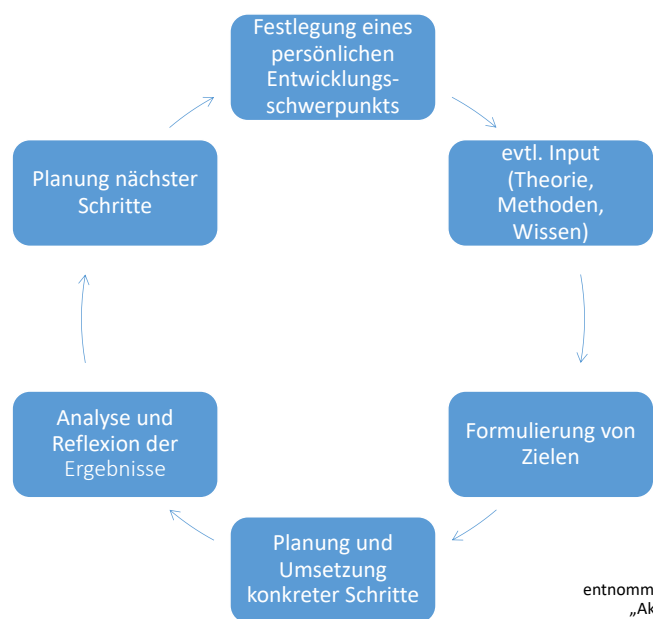 Festlegung eines
persönlichen
Entwicklungs-
schwerpunkts
evtl. Input
(Theorie,
Methoden,
Wissen)
Formulierung von
Zielen
Planung und
Umsetzung
konkreter Schritte
Analyse und
Reflexion der
Ergebnisse
Planung nächster
Schritte